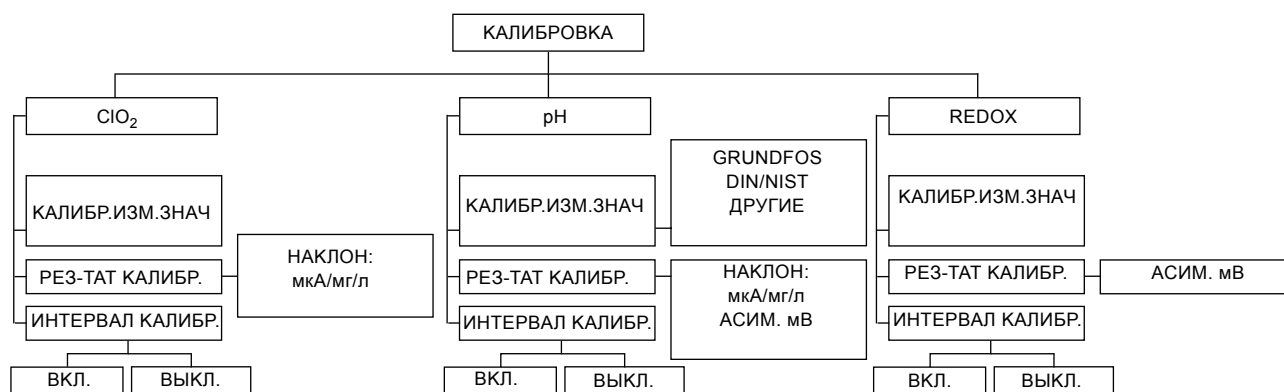 КАЛИБРОВКА
ClO₂
pH
REDOX
GRUNDFOS
DIN/NIST
ДРУГИЕ
КАЛИБР.ИЗМ.ЗНАЧ
КАЛИБР.ИЗМ.ЗНАЧ
КАЛИБР.ИЗМ.ЗНАЧ
НАКЛОН:
мкА/мг/л
РЕЗ-ТАТ КАЛИБР.
РЕЗ-ТАТ КАЛИБР.
НАКЛОН:
мкА/мг/л
АСИМ. мВ
РЕЗ-ТАТ КАЛИБР.
АСИМ. мВ
ИНТЕРВАЛ КАЛИБР.
ИНТЕРВАЛ КАЛИБР.
ИНТЕРВАЛ КАЛИБР.
ВКЛ.
ВЫКЛ.
ВКЛ.
ВЫКЛ.
ВКЛ.
ВЫКЛ.